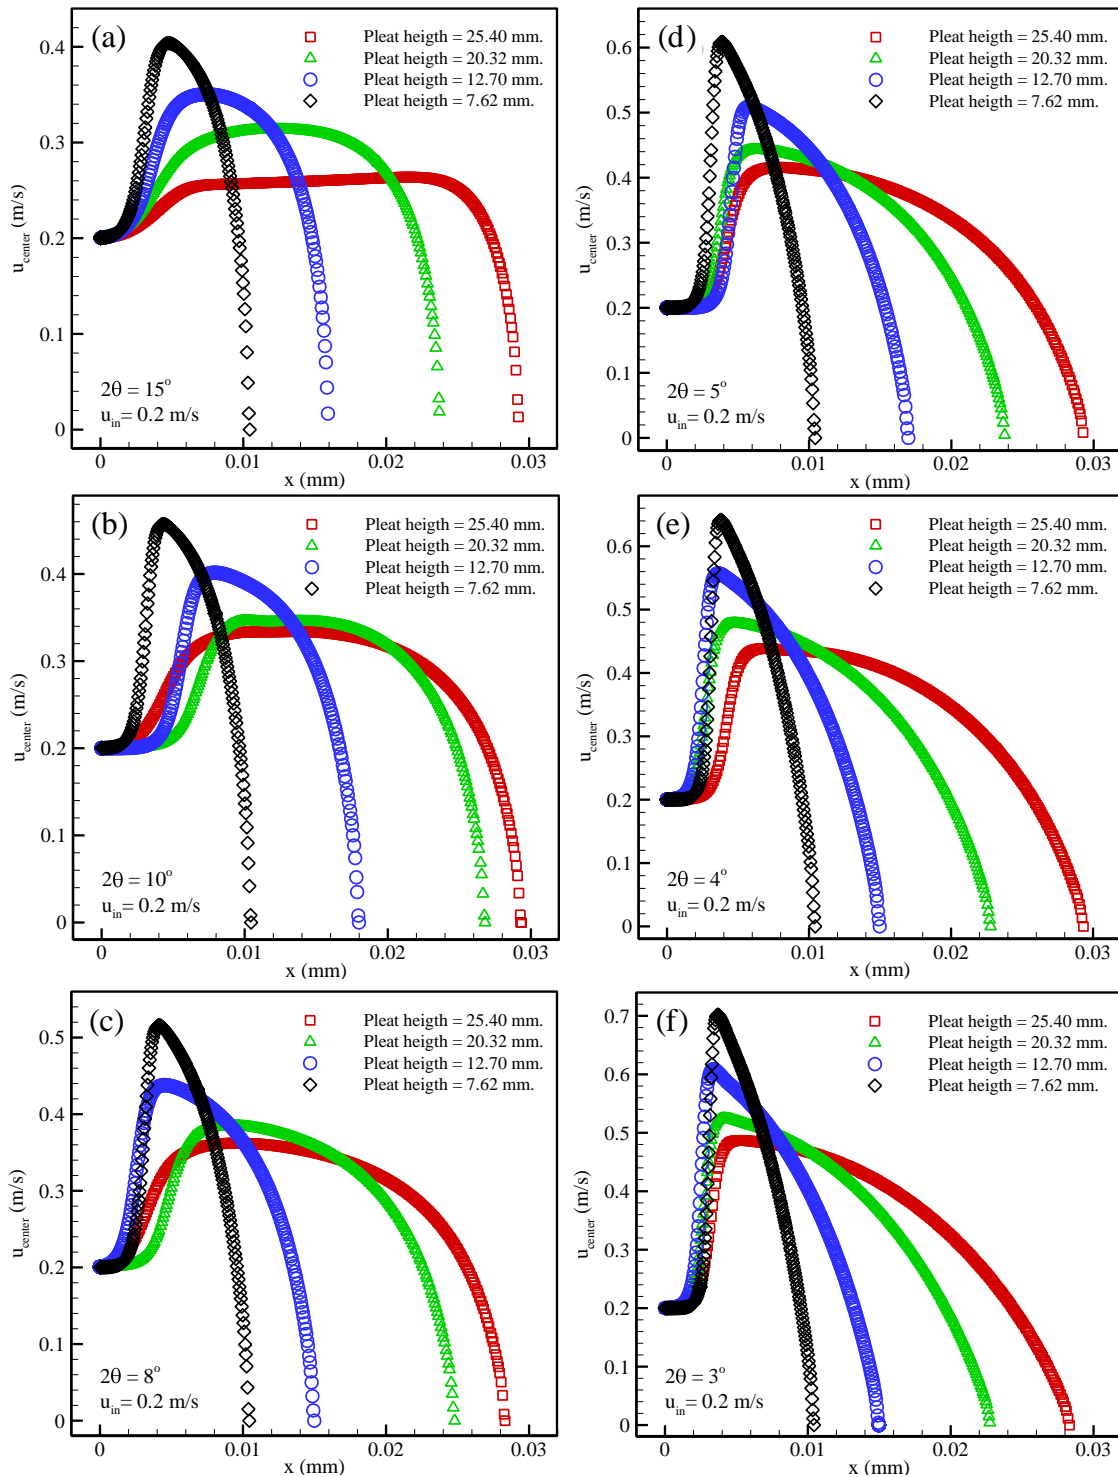 (a)
Pleat heigth = 25.40 mm.
Pleat heigth = 20.32 mm.
Pleat heigth = 12.70 mm.
Pleat heigth = 7.62 mm.
0.4
0.3
0.2
0.1
0
u_center (m/s)
2θ = 15°
u_in = 0.2 m/s
0 0.01 0.02 0.03
x (mm)
(d)
Pleat heigth = 25.40 mm.
Pleat heigth = 20.32 mm.
Pleat heigth = 12.70 mm.
Pleat heigth = 7.62 mm.
0.6
0.5
0.4
0.3
0.2
0.1
0
u_center (m/s)
2θ = 5°
u_in = 0.2 m/s
0 0.01 0.02 0.03
x (mm)
(b)
Pleat heigth = 25.40 mm.
Pleat heigth = 20.32 mm.
Pleat heigth = 12.70 mm.
Pleat heigth = 7.62 mm.
0.4
0.3
0.2
0.1
0
u_center (m/s)
2θ = 10°
u_in = 0.2 m/s
0 0.01 0.02 0.03
x (mm)
(e)
Pleat heigth = 25.40 mm.
Pleat heigth = 20.32 mm.
Pleat heigth = 12.70 mm.
Pleat heigth = 7.62 mm.
0.6
0.5
0.4
0.3
0.2
0.1
0
u_center (m/s)
2θ = 4°
u_in = 0.2 m/s
0 0.01 0.02 0.03
x (mm)
(c)
Pleat heigth = 25.40 mm.
Pleat heigth = 20.32 mm.
Pleat heigth = 12.70 mm.
Pleat heigth = 7.62 mm.
0.5
0.4
0.3
0.2
0.1
0
u_center (m/s)
2θ = 8°
u_in = 0.2 m/s
0 0.01 0.02 0.03
x (mm)
(f)
Pleat heigth = 25.40 mm.
Pleat heigth = 20.32 mm.
Pleat heigth = 12.70 mm.
Pleat heigth = 7.62 mm.
0.7
0.6
0.5
0.4
0.3
0.2
0.1
0
u_center (m/s)
2θ = 3°
u_in = 0.2 m/s
0 0.01 0.02 0.03
x (mm)